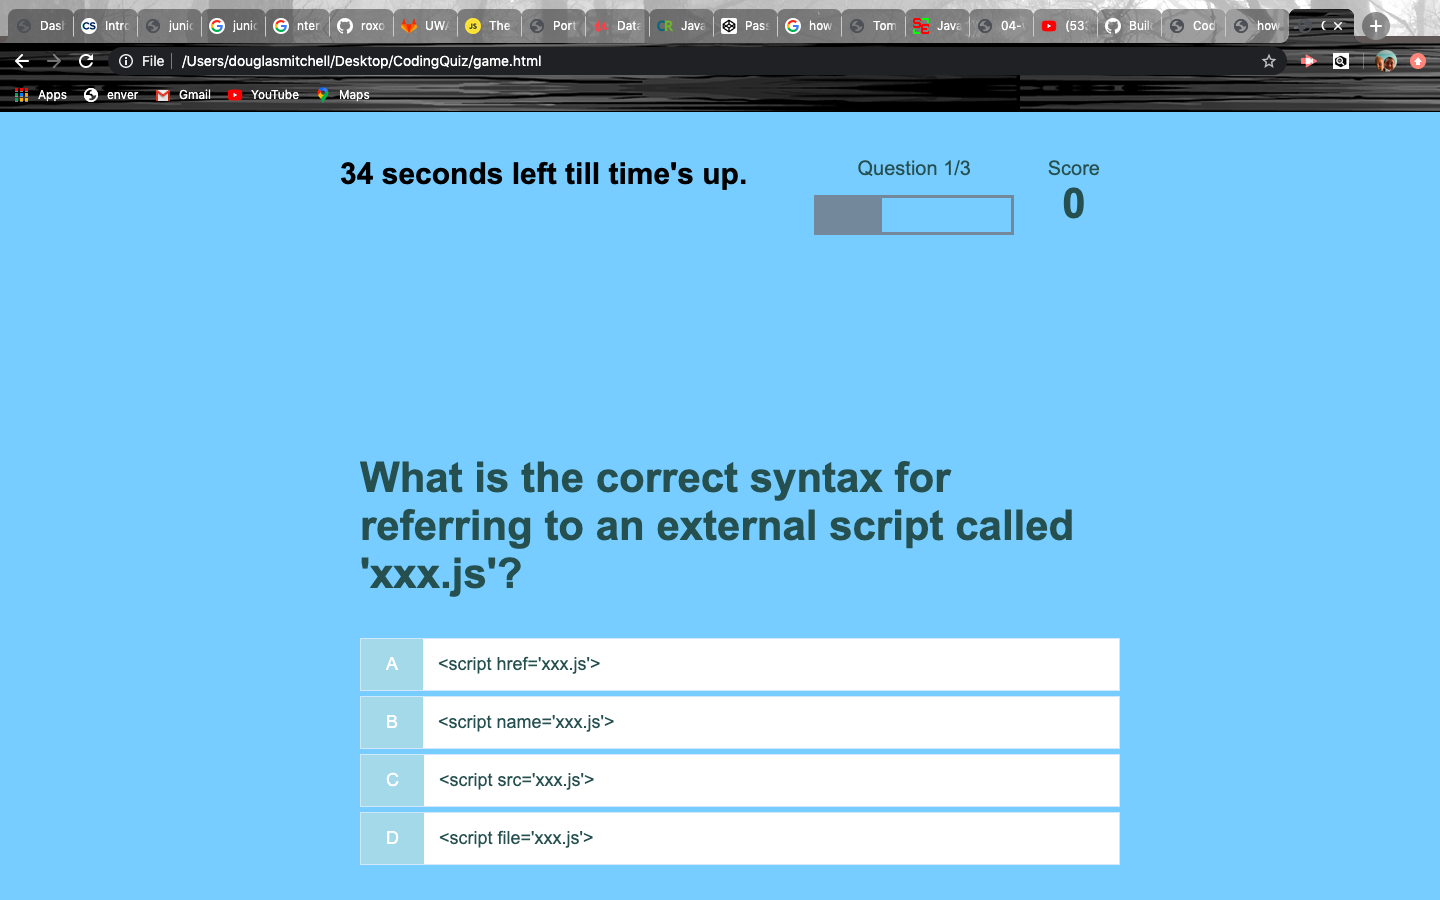 Dash Intro junio junio nter roxo UWA The Port Data Java Pass how Tom Java 04- (53 Buil Cod how
File /Users/douglasmitchell/Desktop/CodingQuiz/game.html
Apps enver Gmail YouTube Maps
34 seconds left till time's up.
Question 1/3
Score
0
What is the correct syntax for
referring to an external script called
'xxx.js'?
A <script href='xxx.js'>
B <script name='xxx.js'>
C <script src='xxx.js'>
D <script file='xxx.js'>